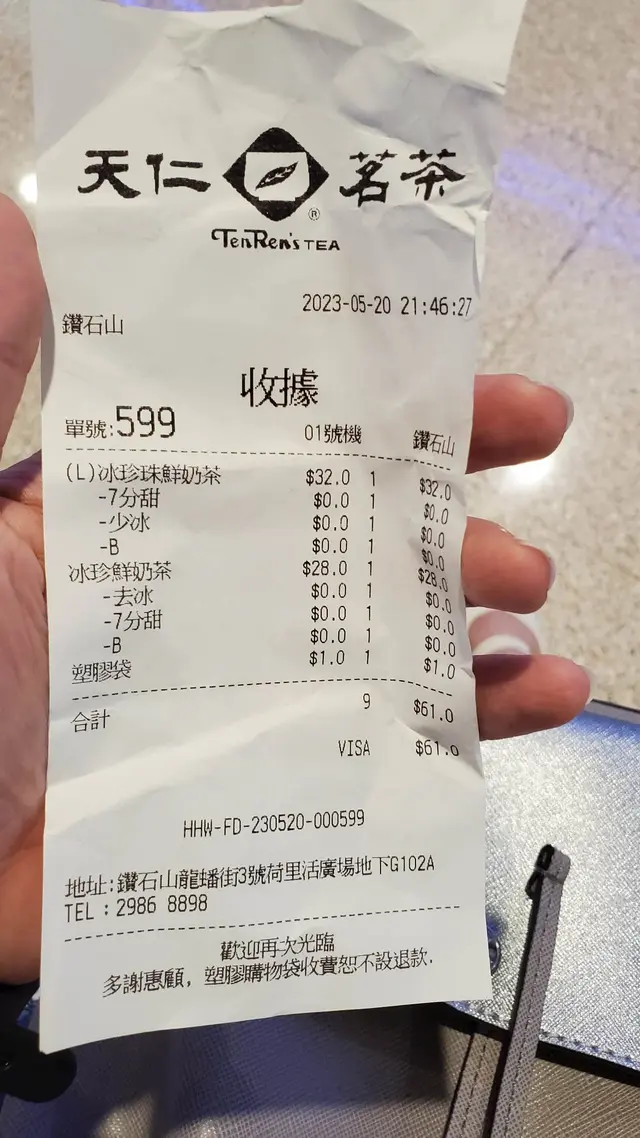 天仁 茗茶
®
TenRen's TEA
2023-05-20 21:46:27
鑽石山
收據
單號:599 01號機 鑽石山
(L)冰珍珠鮮奶茶 $32.0 1 $32.0
-7分甜 $0.0 1 $0.0
-少冰 $0.0 1 $0.0
-B $0.0 1 $0.0
冰珍鮮奶茶 $28.0 1 $28.0
-去冰 $0.0 1 $0.0
-7分甜 $0.0 1 $0.0
-B $0.0 1 $0.0
塑膠袋 $1.0 1 $1.0
合計 9 $61.0
VISA $61.0
HHW-FD-230520-000599
地址:鑽石山龍蟠街3號荷里活廣場地下G102A
TEL：2986 8898
歡迎再次光臨
多謝惠顧, 塑膠購物袋收費恕不設退款.